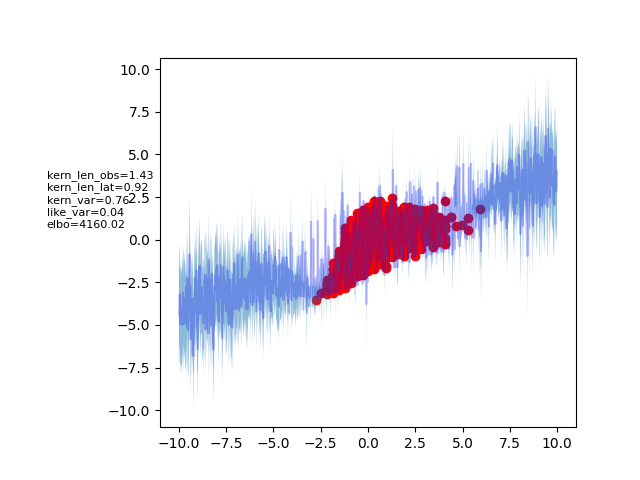 10.0
7.5
5.0
kern_len_obs=1.43
kern_len_lat=0.92
kern_var=0.76
2.5
like_var=0.04
elbo=4160.02
0.0
−2.5
−5.0
−7.5
−10.0
−10.0 −7.5 −5.0 −2.5 0.0 2.5 5.0 7.5 10.0